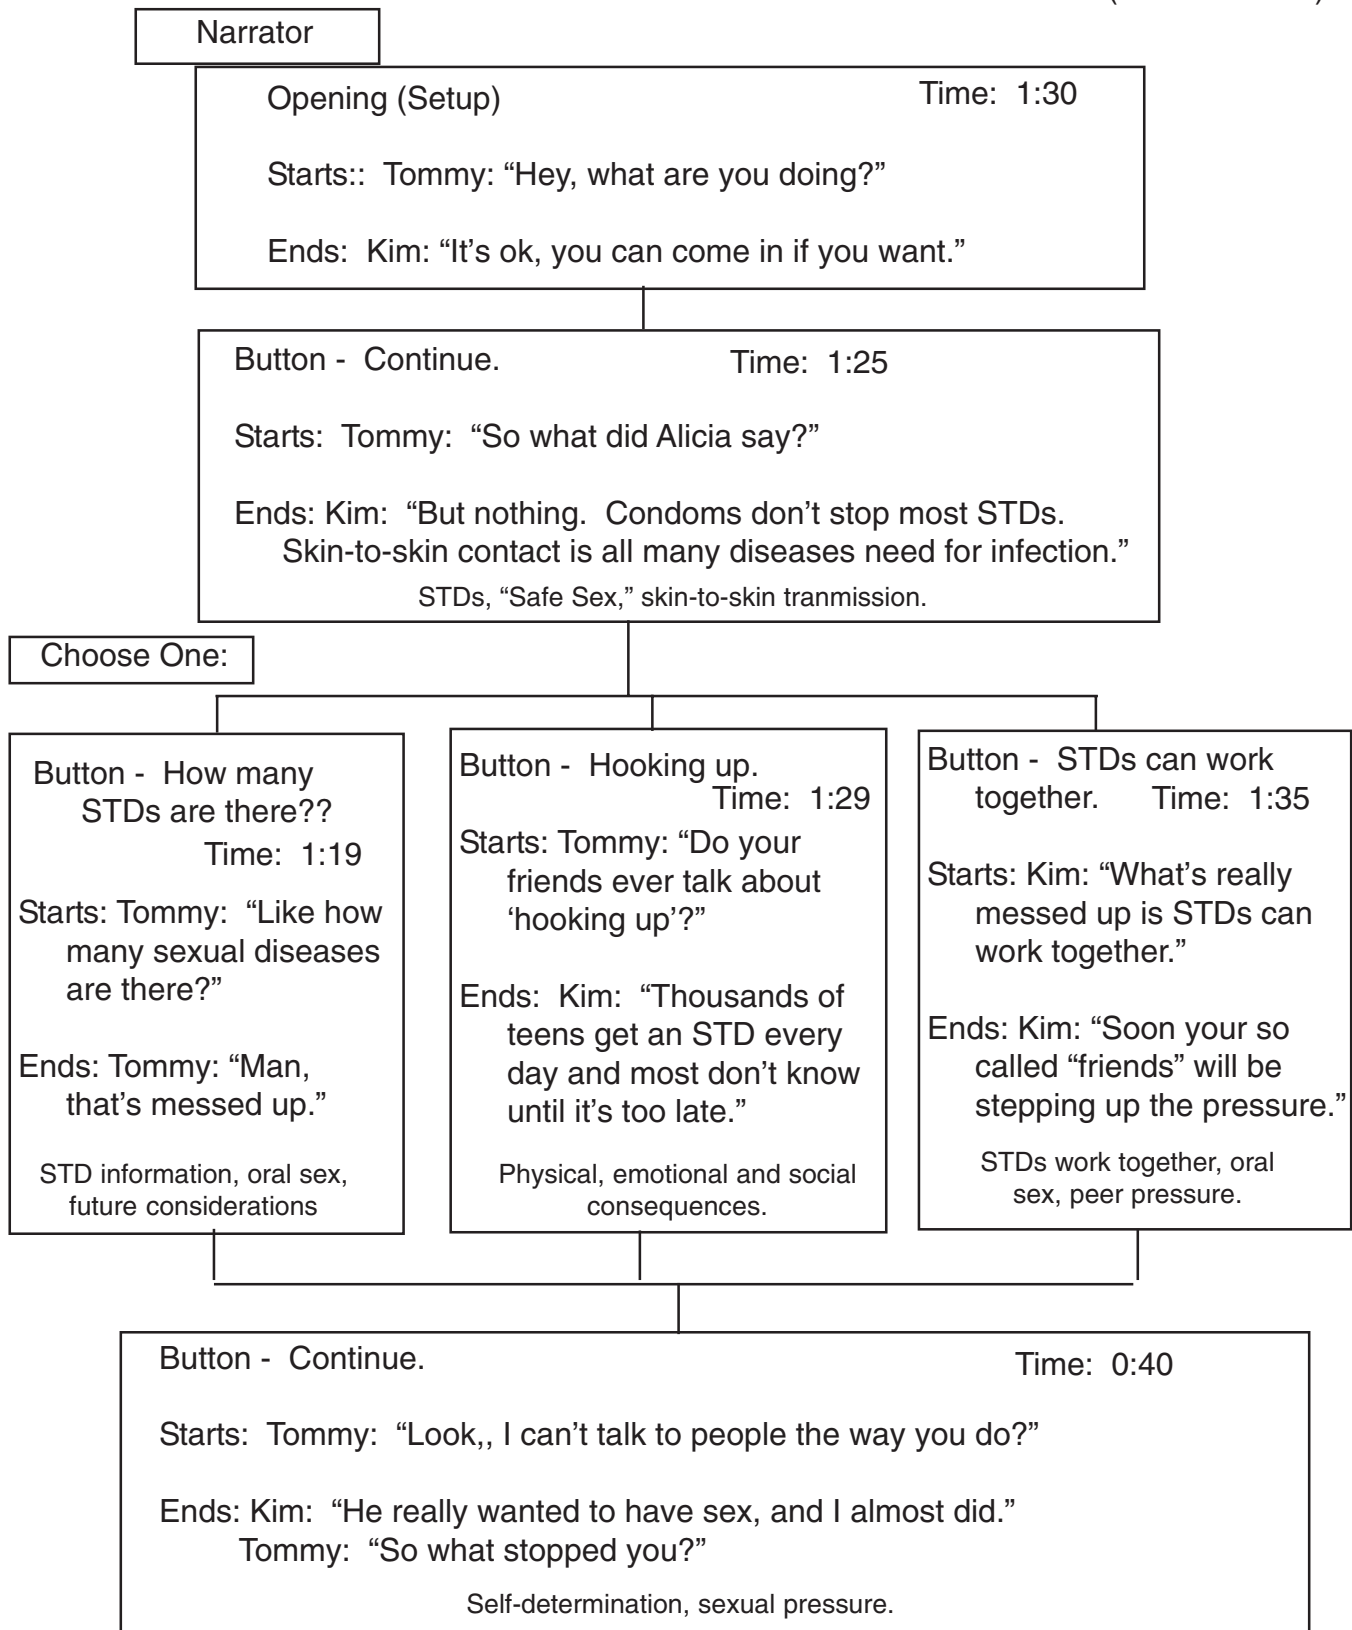 Narrator
Opening (Setup) Time: 1:30
Starts:: Tommy: “Hey, what are you doing?”
Ends: Kim: “It’s ok, you can come in if you want.”
Button - Continue. Time: 1:25
Starts: Tommy: “So what did Alicia say?”
Ends: Kim: “But nothing. Condoms don’t stop most STDs.
Skin-to-skin contact is all many diseases need for infection.”
STDs, “Safe Sex,” skin-to-skin tranmission.
Choose One:
Button - How many
STDs are there??
Time: 1:19
Starts: Tommy: “Like how
many sexual diseases
are there?”
Ends: Tommy: “Man,
that’s messed up.”
STD information, oral sex,
future considerations
Button - Hooking up.
Time: 1:29
Starts: Tommy: “Do your
friends ever talk about
‘hooking up’?”
Ends: Kim: “Thousands of
teens get an STD every
day and most don’t know
until it’s too late.”
Physical, emotional and social
consequences.
Button - STDs can work
together. Time: 1:35
Starts: Kim: “What’s really
messed up is STDs can
work together.”
Ends: Kim: “Soon your so
called “friends” will be
stepping up the pressure.”
STDs work together, oral
sex, peer pressure.
Button - Continue. Time: 0:40
Starts: Tommy: “Look,, I can’t talk to people the way you do?”
Ends: Kim: “He really wanted to have sex, and I almost did.”
Tommy: “So what stopped you?”
Self-determination, sexual pressure.